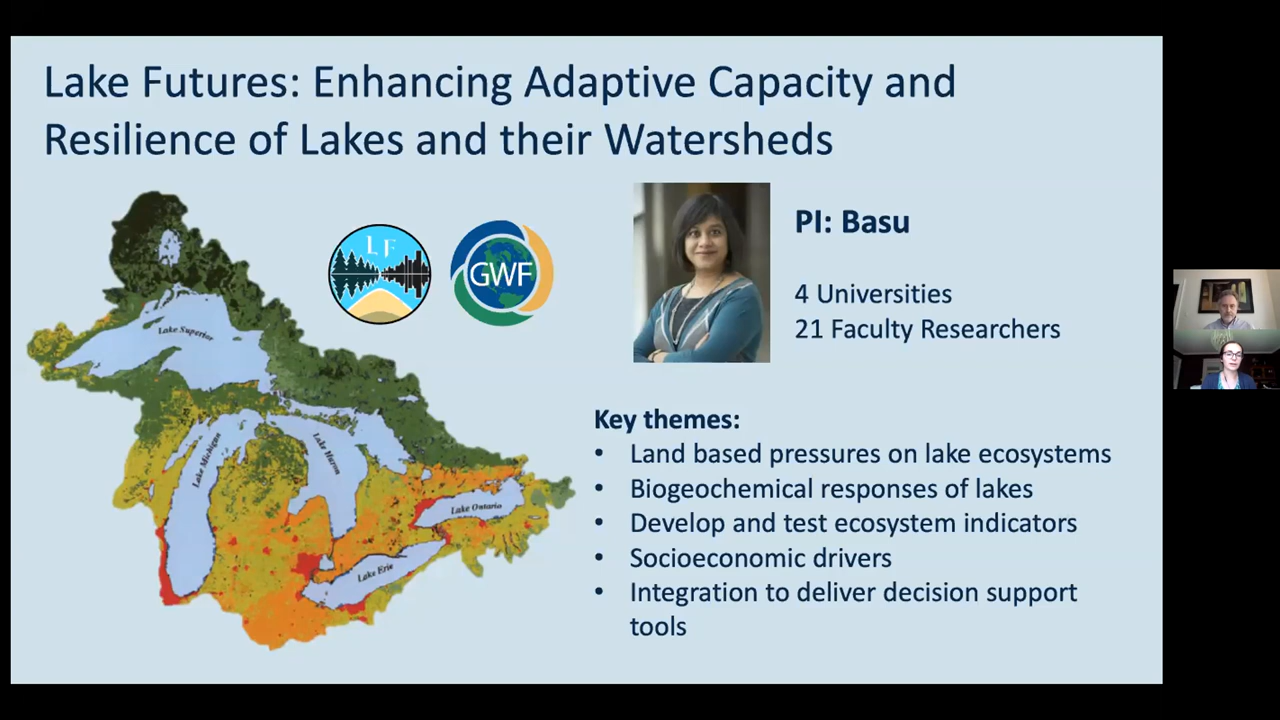 Lake Futures: Enhancing Adaptive Capacity and
Resilience of Lakes and their Watersheds
L F
GWF
PI: Basu
4 Universities
21 Faculty Researchers
Lake Superior
Lake Michigan
Lake Huron
Lake Ontario
Lake Erie
Key themes:
• Land based pressures on lake ecosystems
• Biogeochemical responses of lakes
• Develop and test ecosystem indicators
• Socioeconomic drivers
• Integration to deliver decision support
tools